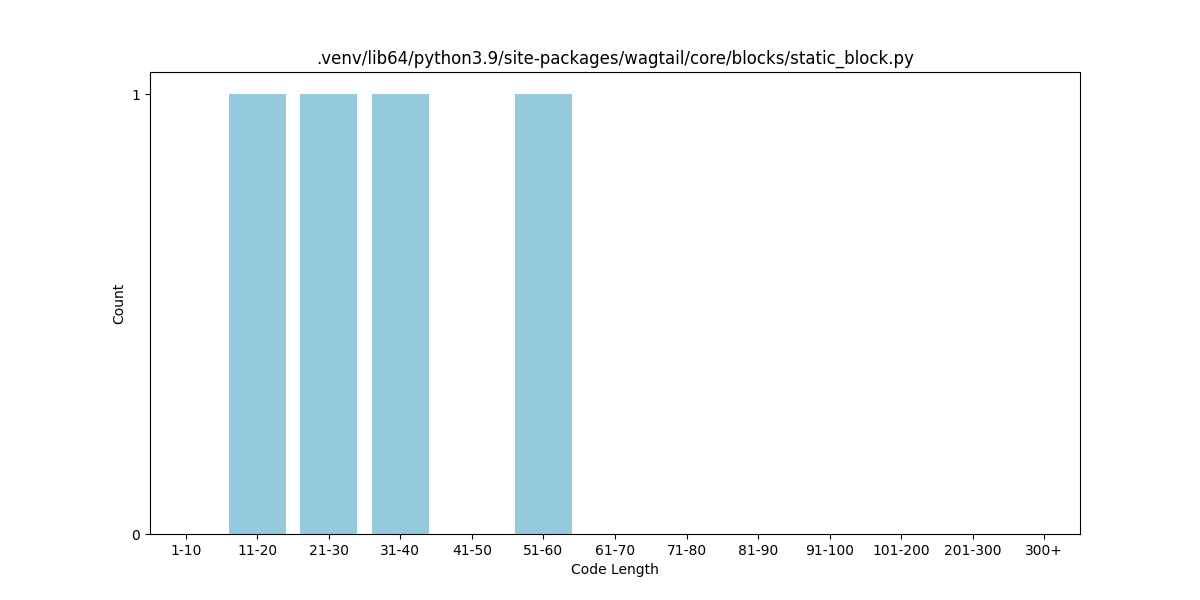 .venv/lib64/python3.9/site-packages/wagtail/core/blocks/static_block.py
1
Count
0
1-10 11-20 21-30 31-40 41-50 51-60 61-70 71-80 81-90 91-100 101-200 201-300 300+
Code Length